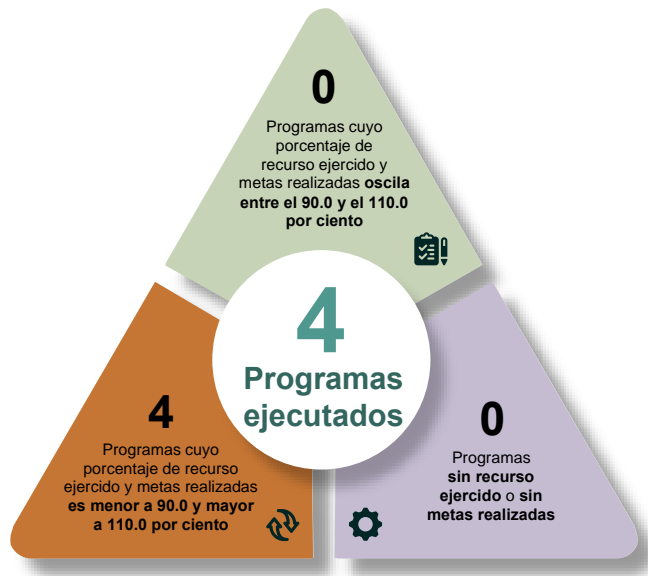 0
Programas cuyo
porcentaje de
recurso ejercido y
metas realizadas oscila
entre el 90.0 y el 110.0
por ciento
4
Programas
ejecutados
4
Programas cuyo
porcentaje de recurso
ejercido y metas realizadas
es menor a 90.0 y mayor
a 110.0 por ciento
0
Programas
sin recurso
ejercido o sin
metas realizadas